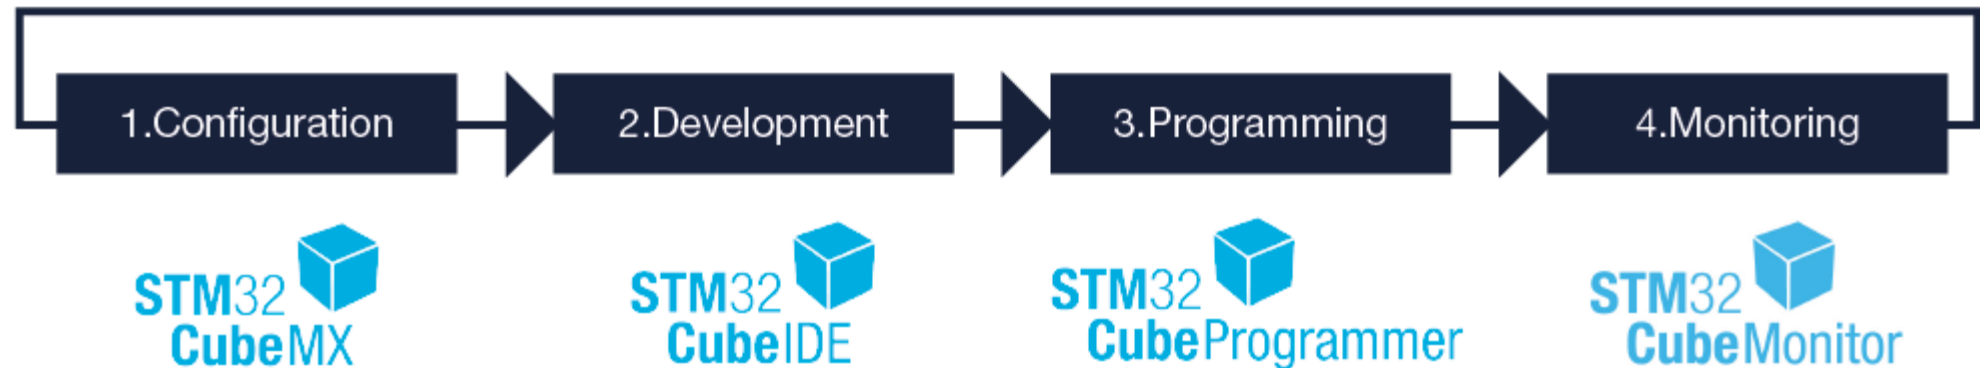 1.Configuration
2.Development
3.Programming
4.Monitoring
STM32
CubeMX
STM32
CubeIDE
STM32
CubeProgrammer
STM32
CubeMonitor